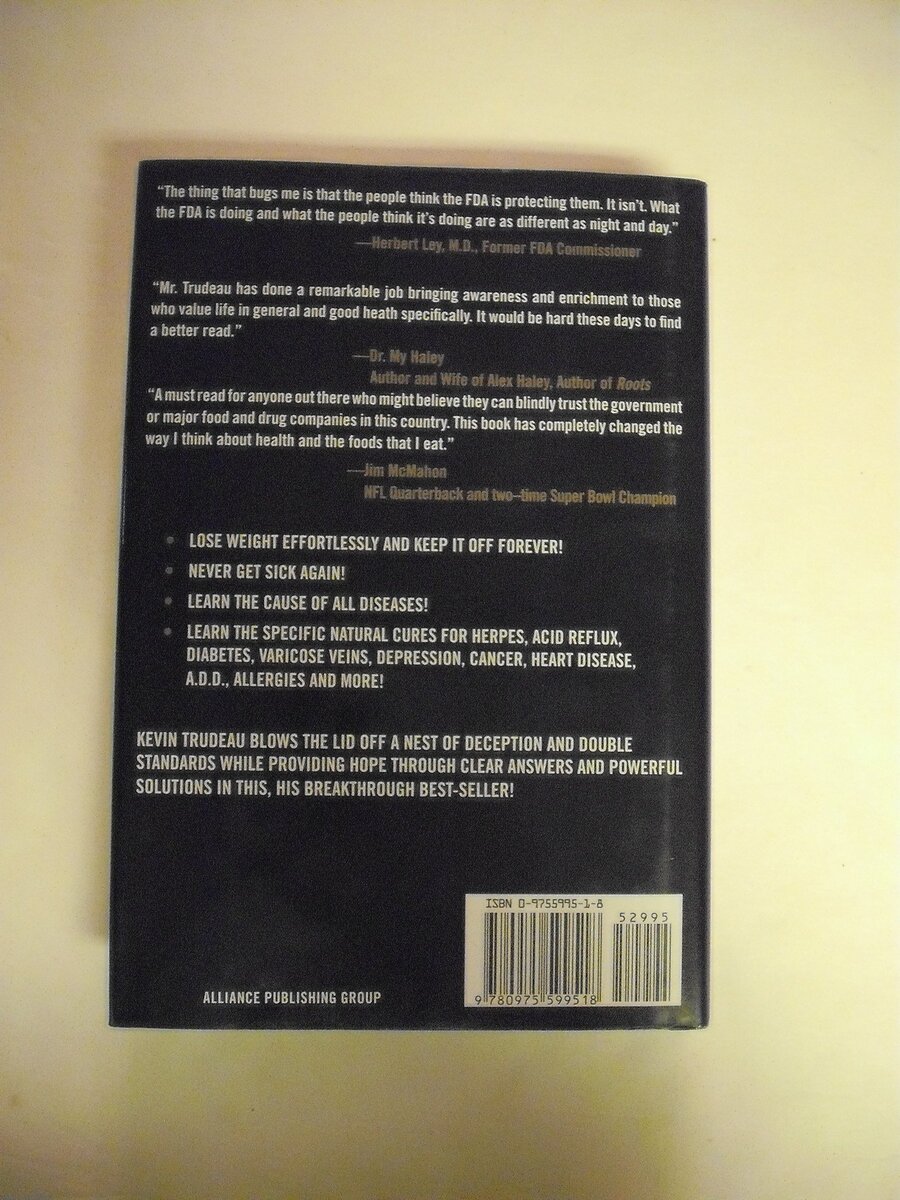 “The thing that bugs me is that the people think the FDA is protecting them. It isn’t. What
the FDA is doing and what the people think it’s doing are as different as night and day.”
—Herbert Ley, M.D., Former FDA Commissioner
“Mr. Trudeau has done a remarkable job bringing awareness and enrichment to those
who value life in general and good heath specifically. It would be hard these days to find
a better read.”
—Dr. My Haley
Author and Wife of Alex Haley, Author of Roots
“A must read for anyone out there who might believe they can blindly trust the government
or major food and drug companies in this country. This book has completely changed the
way I think about health and the foods that I eat.”
—Jim McMahon
NFL Quarterback and two–time Super Bowl Champion
• LOSE WEIGHT EFFORTLESSLY AND KEEP IT OFF FOREVER!
• NEVER GET SICK AGAIN!
• LEARN THE CAUSE OF ALL DISEASES!
• LEARN THE SPECIFIC NATURAL CURES FOR HERPES, ACID REFLUX,
DIABETES, VARICOSE VEINS, DEPRESSION, CANCER, HEART DISEASE,
A.D.D., ALLERGIES AND MORE!
KEVIN TRUDEAU BLOWS THE LID OFF A NEST OF DECEPTION AND DOUBLE
STANDARDS WHILE PROVIDING HOPE THROUGH CLEAR ANSWERS AND POWERFUL
SOLUTIONS IN THIS, HIS BREAKTHROUGH BEST-SELLER!
ISBN 0-9755995-1-8
52995
9 780975 599518
ALLIANCE PUBLISHING GROUP